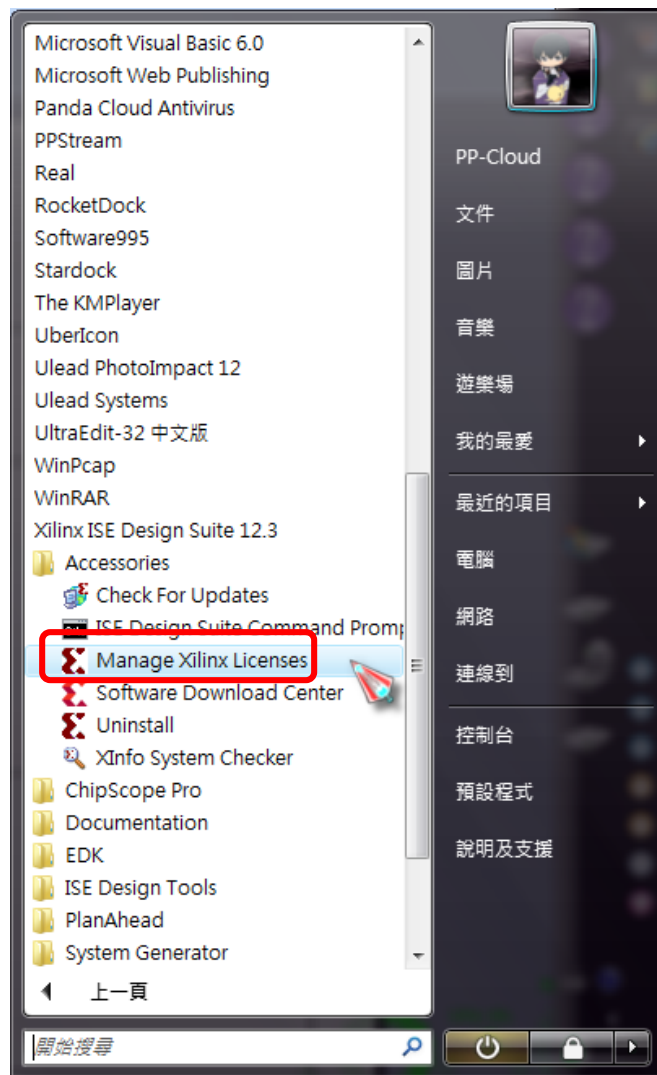 Microsoft Visual Basic 6.0
Microsoft Web Publishing
Panda Cloud Antivirus
PPStream
Real
RocketDock
Software995
Stardock
The KMPlayer
UberIcon
Ulead PhotoImpact 12
Ulead Systems
UltraEdit-32 中文版
WinPcap
WinRAR
Xilinx ISE Design Suite 12.3
Accessories
Check For Updates
ISE Design Suite Command Promp
Manage Xilinx Licenses
Software Download Center
Uninstall
XInfo System Checker
ChipScope Pro
Documentation
EDK
ISE Design Tools
PlanAhead
System Generator
上一頁
開始搜尋
PP-Cloud
文件
圖片
音樂
遊樂場
我的最愛
最近的項目
電腦
網路
連線到
控制台
預設程式
說明及支援